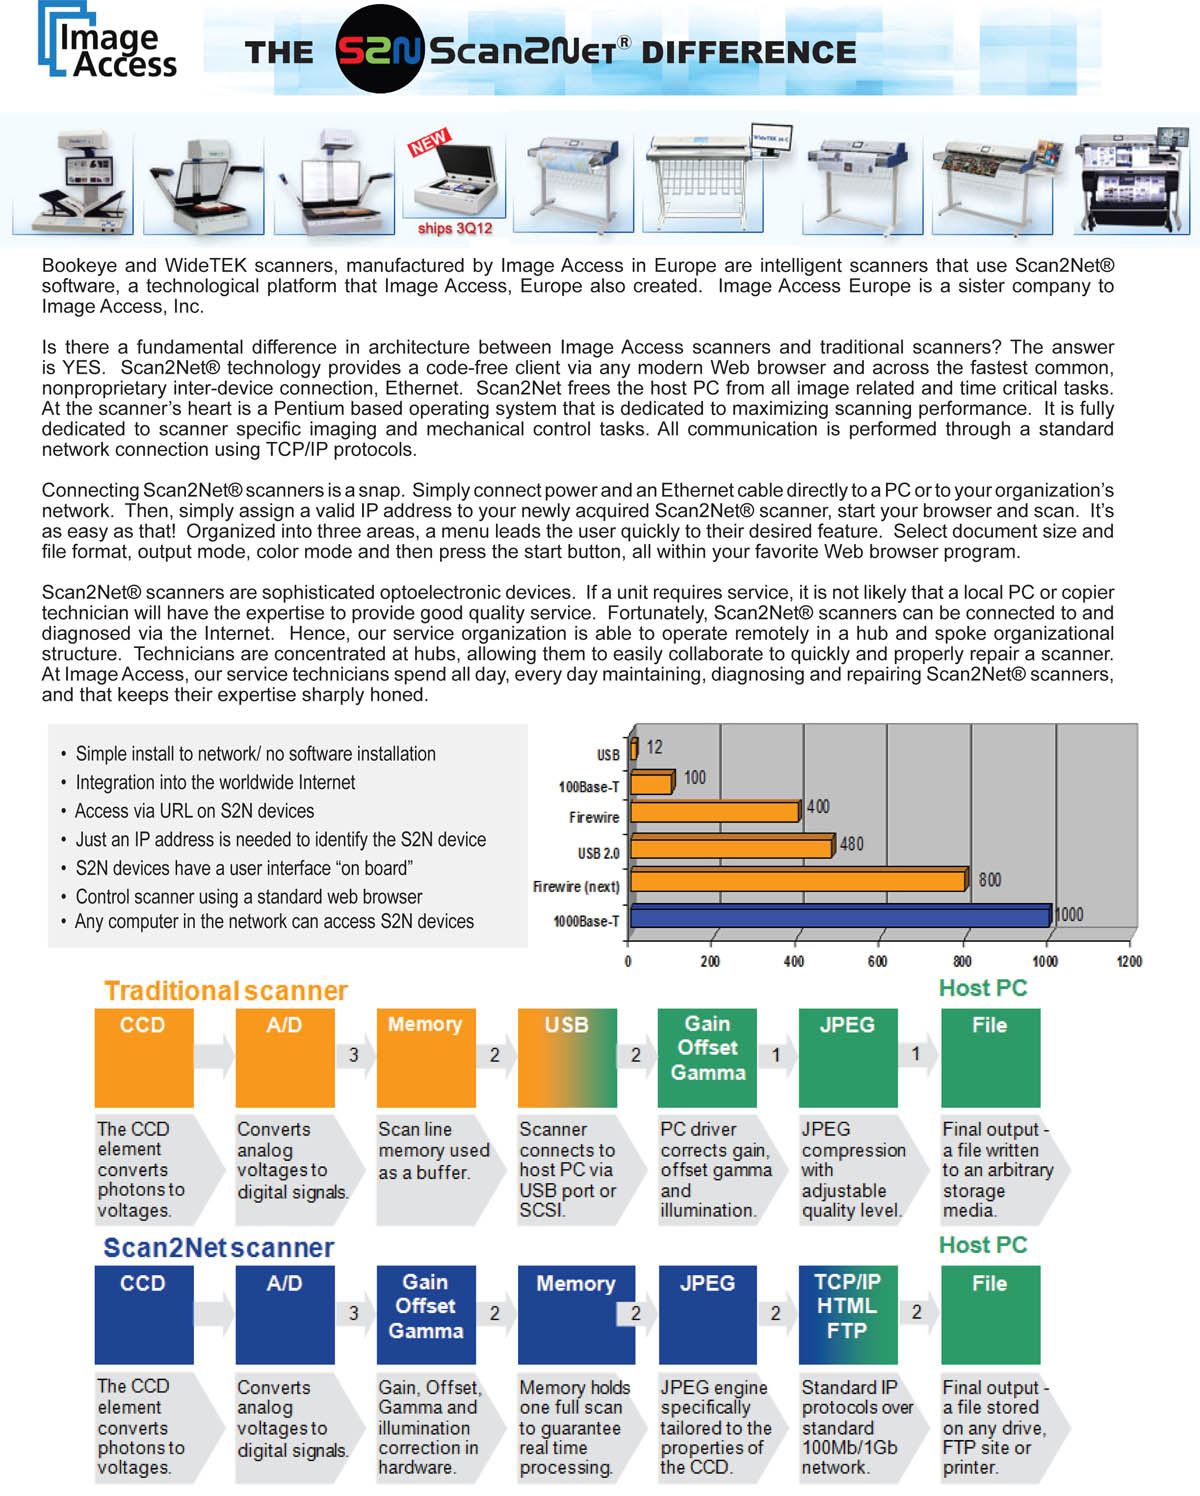 Image
Access
THE S2N Scan2Net® DIFFERENCE
NEW
WideTEK 36 C
ships 3Q12
Bookeye and WideTEK scanners, manufactured by Image Access in Europe are intelligent scanners that use Scan2Net®
software, a technological platform that Image Access, Europe also created. Image Access Europe is a sister company to
Image Access, Inc.
Is there a fundamental difference in architecture between Image Access scanners and traditional scanners? The answer
is YES. Scan2Net® technology provides a code-free client via any modern Web browser and across the fastest common,
nonproprietary inter-device connection, Ethernet. Scan2Net frees the host PC from all image related and time critical tasks.
At the scanner's heart is a Pentium based operating system that is dedicated to maximizing scanning performance. It is fully
dedicated to scanner specific imaging and mechanical control tasks. All communication is performed through a standard
network connection using TCP/IP protocols.
Connecting Scan2Net® scanners is a snap. Simply connect power and an Ethernet cable directly to a PC or to your organization's
network. Then, simply assign a valid IP address to your newly acquired Scan2Net® scanner, start your browser and scan. It's
as easy as that! Organized into three areas, a menu leads the user quickly to their desired feature. Select document size and
file format, output mode, color mode and then press the start button, all within your favorite Web browser program.
Scan2Net® scanners are sophisticated optoelectronic devices. If a unit requires service, it is not likely that a local PC or copier
technician will have the expertise to provide good quality service. Fortunately, Scan2Net® scanners can be connected to and
diagnosed via the Internet. Hence, our service organization is able to operate remotely in a hub and spoke organizational
structure. Technicians are concentrated at hubs, allowing them to easily collaborate to quickly and properly repair a scanner.
At Image Access, our service technicians spend all day, every day maintaining, diagnosing and repairing Scan2Net® scanners,
and that keeps their expertise sharply honed.
• Simple install to network/ no software installation
• Integration into the worldwide Internet
• Access via URL on S2N devices
• Just an IP address is needed to identify the S2N device
• S2N devices have a user interface “on board”
• Control scanner using a standard web browser
• Any computer in the network can access S2N devices
USB 12
100Base-T 100
Firewire 400
USB 2.0 480
Firewire (next) 800
1000Base-T 1000
0 200 400 600 800 1000 1200
Traditional scanner Host PC
CCD A/D Memory USB Gain JPEG File
Offset
Gamma
3 2 2 1 1
The CCD
element
converts
photons to
voltages.
Converts
analog
voltages to
digital signals.
Scan line
memory used
as a buffer.
Scanner
connects to
host PC via
USB port or
SCSI.
PC driver
corrects gain,
offset gamma
and
illumination.
JPEG
compression
with
adjustable
quality level.
Final output -
a file written
to an arbitrary
storage
media.
Scan2Net scanner Host PC
CCD A/D Gain Memory JPEG TCP/IP File
Offset HTML
Gamma FTP
3 2 2 2 2
The CCD
element
converts
photons to
voltages.
Converts
analog
voltages to
digital signals.
Gain, Offset,
Gamma and
illumination
correction in
hardware.
Memory holds
one full scan
to guarantee
real time
processing.
JPEG engine
specifically
tailored to the
properties of
the CCD.
Standard IP
protocols over
standard
100Mb/1Gb
network.
Final output -
a file stored
on any drive,
FTP site or
printer.